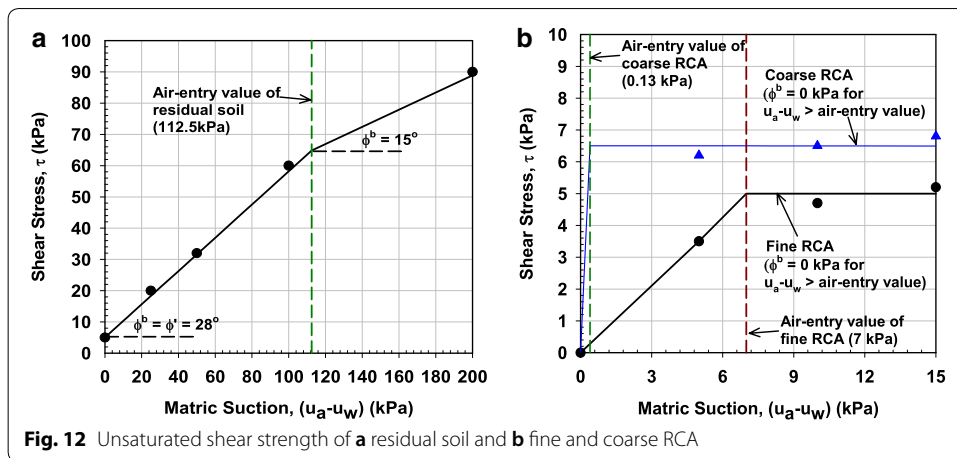 a
100
90
80
70
60
50
40
30
20
10
0
Shear Stress, τ (kPa)
Air-entry value of
residual soil
(112.5kPa)
ϕᵇ = 15°
ϕᵇ = ϕ' = 28°
0 20 40 60 80 100 120 140 160 180 200
Matric Suction, (uₐ-u_w) (kPa)
b
10
9
8
7
6
5
4
3
2
1
0
Shear Stress, τ (kPa)
Air-entry value of
coarse RCA
(0.13 kPa)
Coarse RCA
(ϕᵇ = 0 kPa for
uₐ-u_w > air-entry value)
Fine RCA
(ϕᵇ = 0 kPa for
uₐ-u_w > air-entry value)
Air-entry value of
fine RCA (7 kPa)
0 3 6 9 12 15
Matric Suction, (uₐ-u_w) (kPa)
Fig. 12 Unsaturated shear strength of a residual soil and b fine and coarse RCA